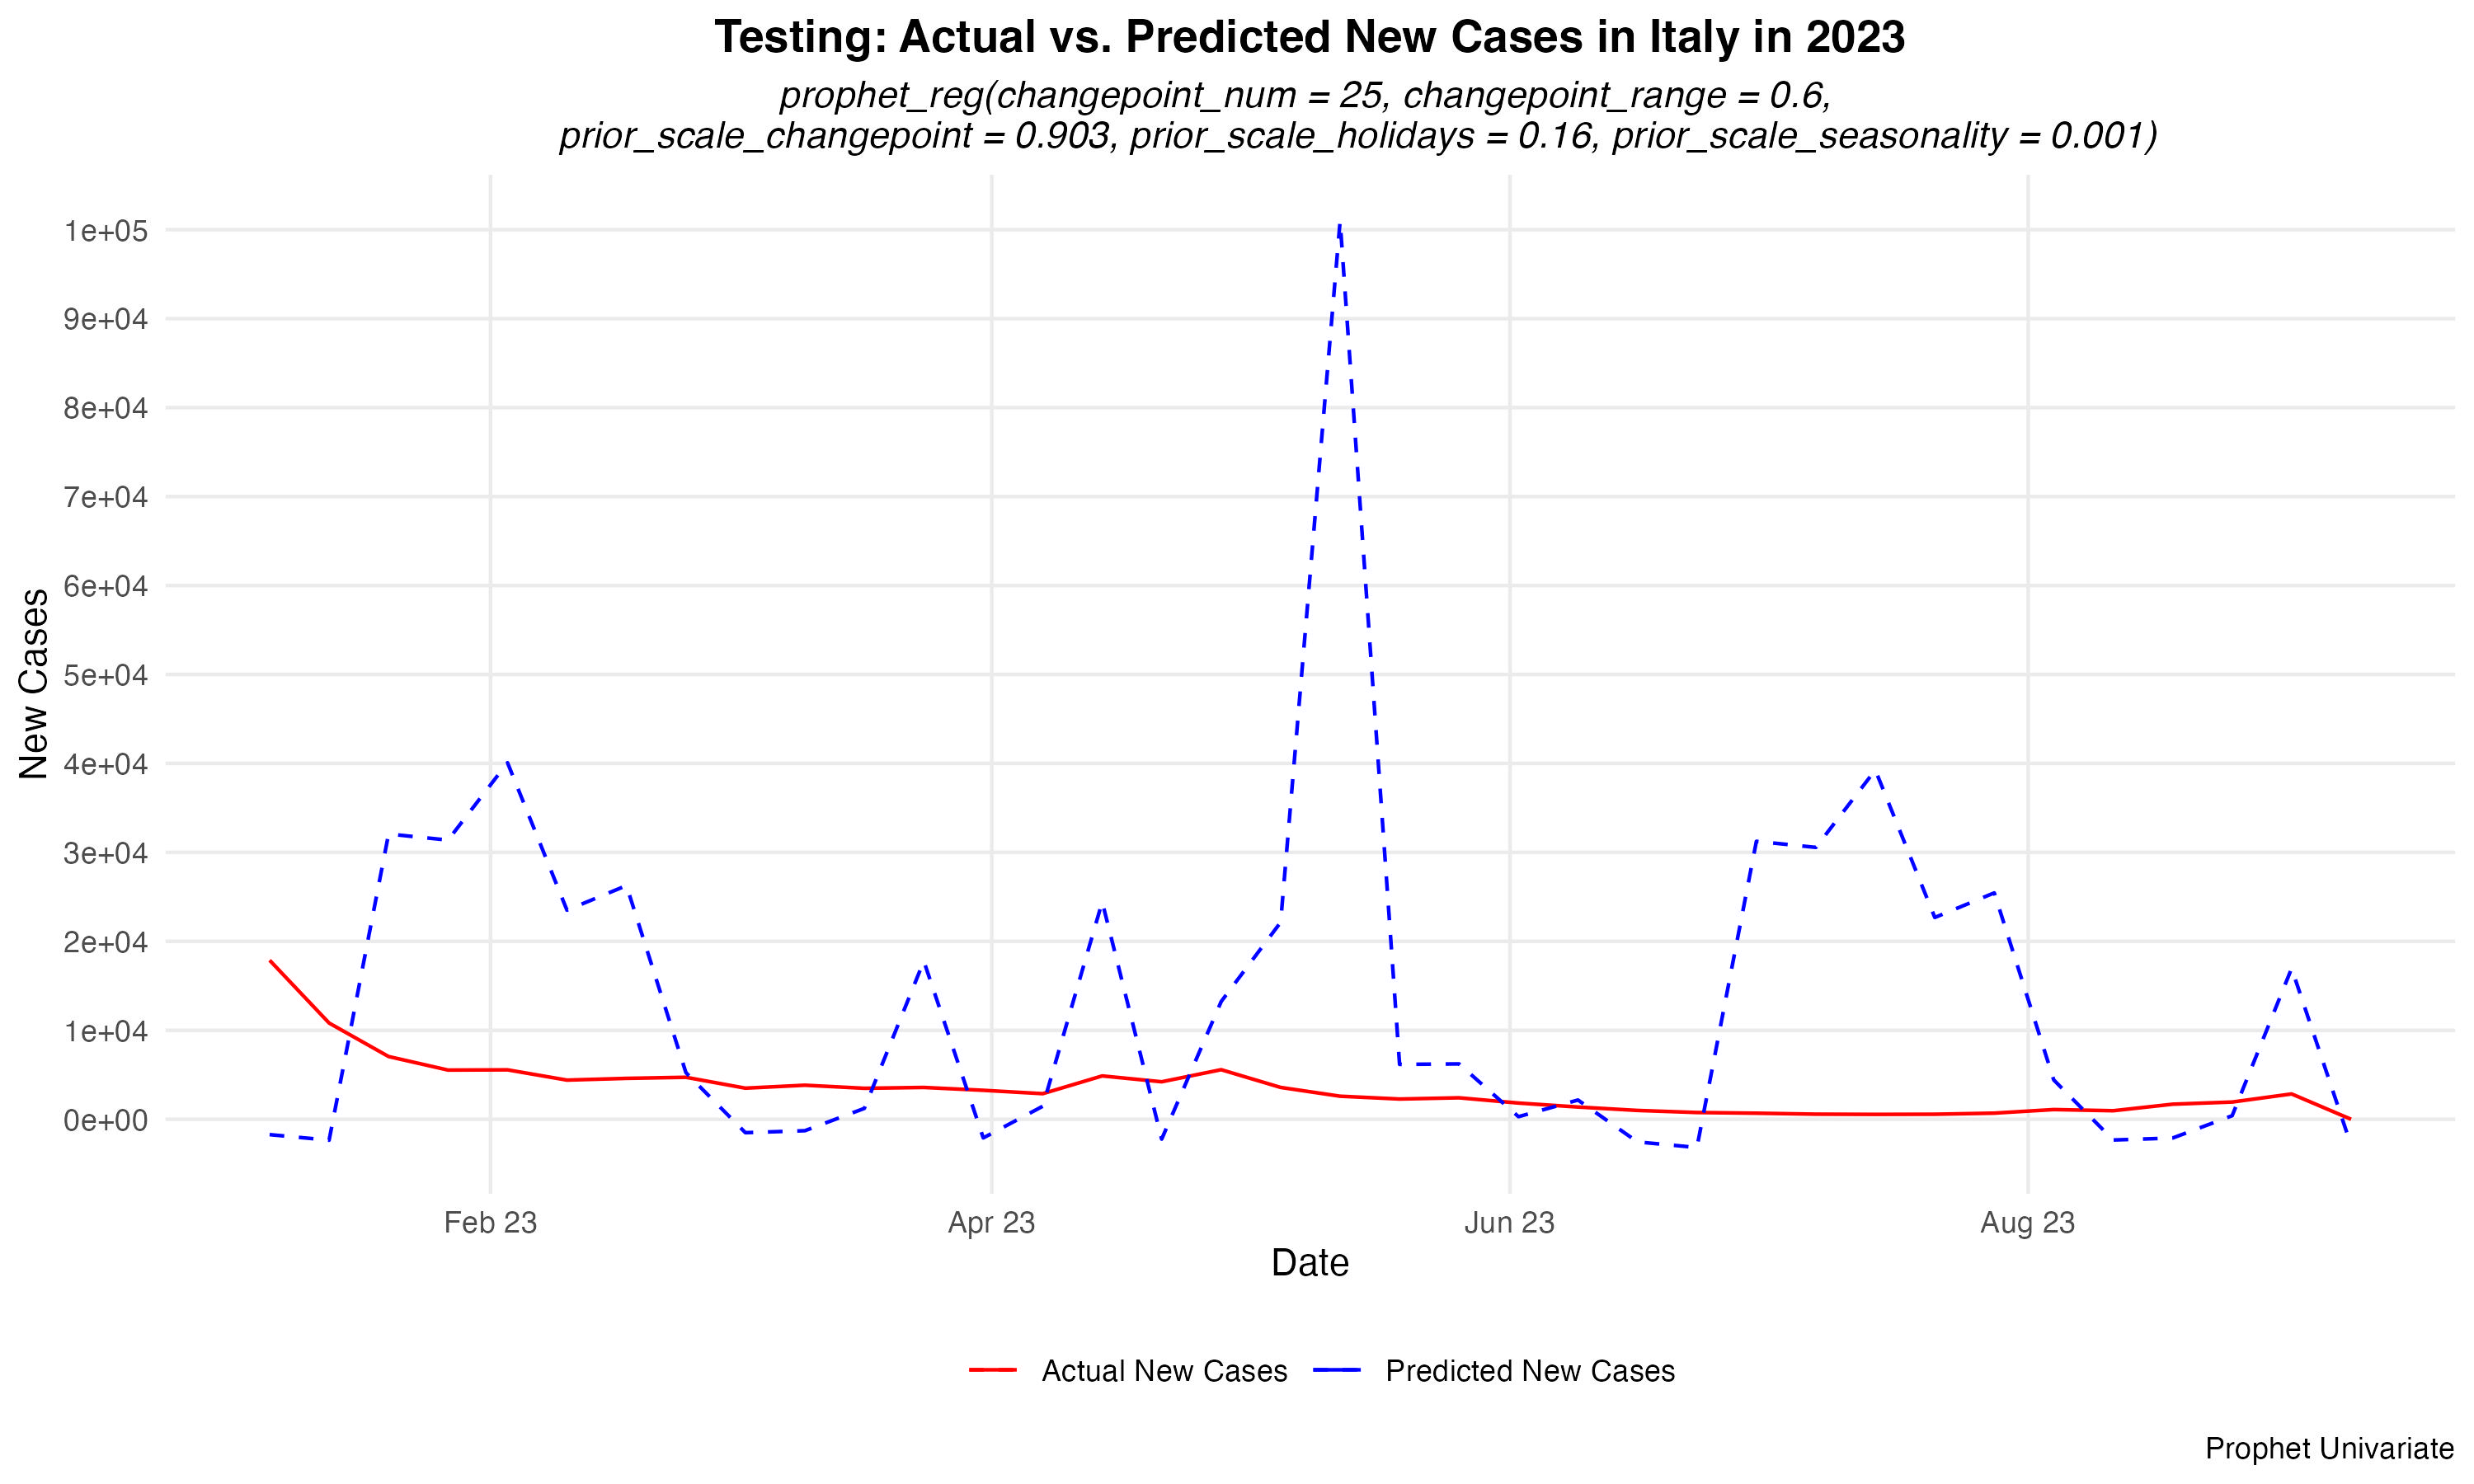 Testing: Actual vs. Predicted New Cases in Italy in 2023
prophet_reg(changepoint_num = 25, changepoint_range = 0.6,
prior_scale_changepoint = 0.903, prior_scale_holidays = 0.16, prior_scale_seasonality = 0.001)
New Cases
1e+05
9e+04
8e+04
7e+04
6e+04
5e+04
4e+04
3e+04
2e+04
1e+04
0e+00
Feb 23
Apr 23
Jun 23
Aug 23
Date
Actual New Cases
Predicted New Cases
Prophet Univariate